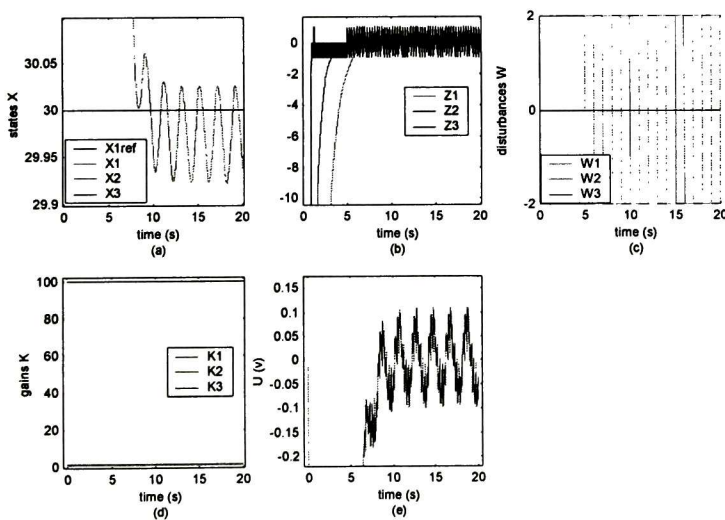 states X
30.05
30
29.95
29.9
X1ref
X1
X2
X3
0 5 10 15 20
time (s)
(a)
0
-2
-4
-6
-8
-10
Z1
Z2
Z3
0 5 10 15 20
time (s)
(b)
disturbances W
2
0
-2
W1
W2
W3
0 5 10 15 20
time (s)
(c)
gains K
100
80
60
40
20
0
K1
K2
K3
0 5 10 15 20
time (s)
(d)
U (v)
0.15
0.1
0.05
0
-0.05
-0.1
-0.15
-0.2
0 5 10 15 20
time (s)
(e)